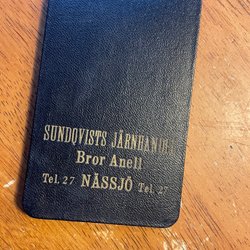 SUNDQVISTS JÄRNHANDEL
Bror Anell
Tel. 27 NÄSSJÖ Tel. 27